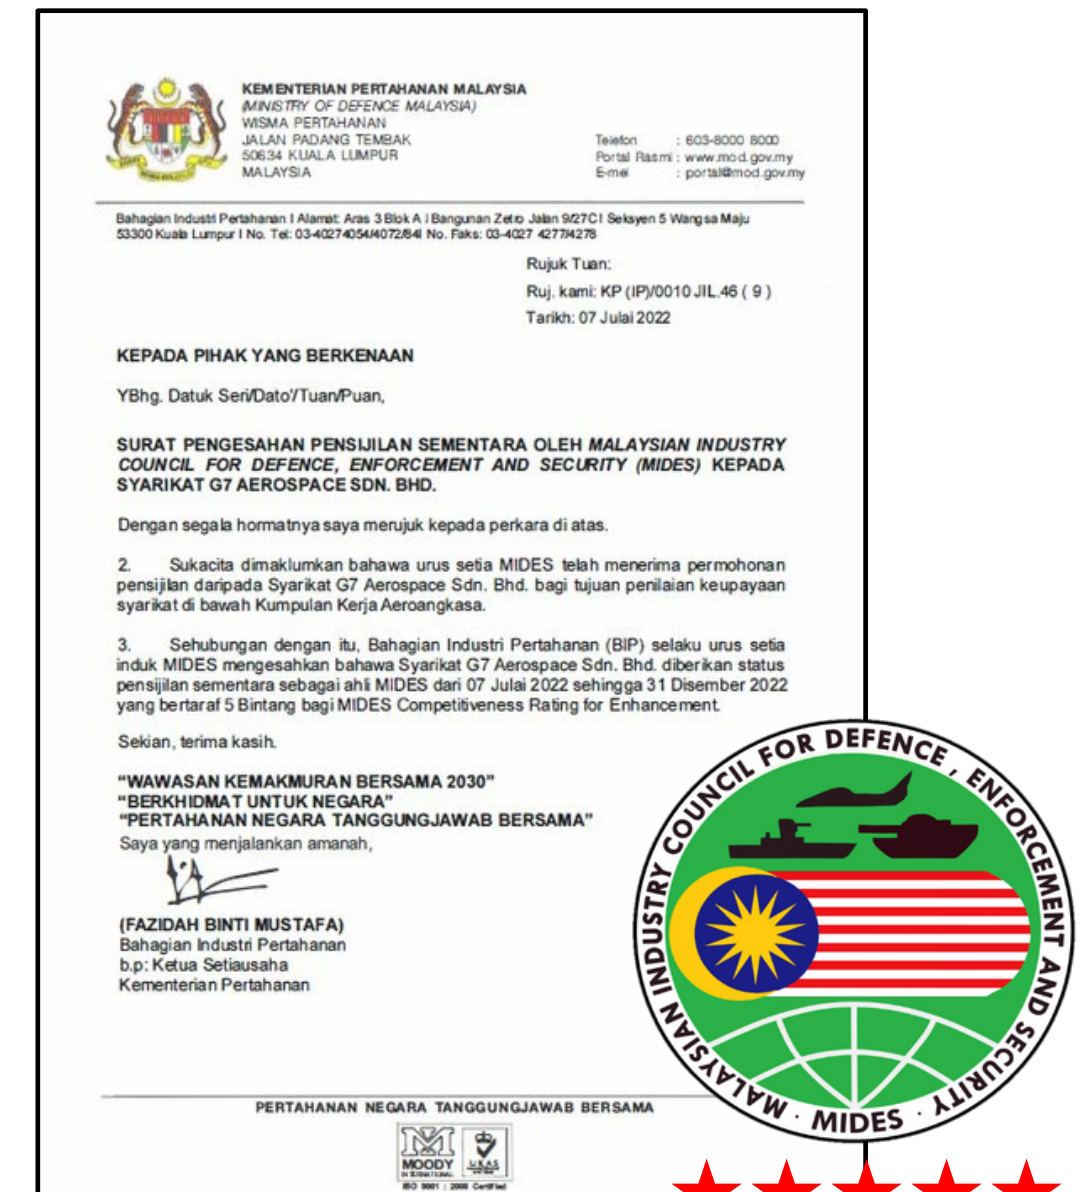 KEMENTERIAN PERTAHANAN MALAYSIA
(MINISTRY OF DEFENCE MALAYSIA)
WISMA PERTAHANAN
JALAN PADANG TEMBAK
50634 KUALA LUMPUR
MALAYSIA
Telefon : 603-8000 8000
Portal Rasmi : www.mod.gov.my
E-mel : portal@mod.gov.my
Bahagian Industri Pertahanan I Alamat: Aras 3 Blok A I Bangunan Zetro Jalan 9/27C I Seksyen 5 Wangsa Maju
53300 Kuala Lumpur I No. Tel: 03-40274054/4072/84I No. Faks: 03-4027 4277/4278
Rujuk Tuan:
Ruj. kami: KP (IP)/0010 JIL.46 ( 9 )
Tarikh: 07 Julai 2022
KEPADA PIHAK YANG BERKENAAN
YBhg. Datuk Seri/Dato'/Tuan/Puan,
SURAT PENGESAHAN PENSIJILAN SEMENTARA OLEH MALAYSIAN INDUSTRY
COUNCIL FOR DEFENCE, ENFORCEMENT AND SECURITY (MIDES) KEPADA
SYARIKAT G7 AEROSPACE SDN. BHD.
Dengan segala hormatnya saya merujuk kepada perkara di atas.
2. Sukacita dimaklumkan bahawa urus setia MIDES telah menerima permohonan
pensijilan daripada Syarikat G7 Aerospace Sdn. Bhd. bagi tujuan penilaian keupayaan
syarikat di bawah Kumpulan Kerja Aeroangkasa.
3. Sehubungan dengan itu, Bahagian Industri Pertahanan (BIP) selaku urus setia
induk MIDES mengesahkan bahawa Syarikat G7 Aerospace Sdn. Bhd. diberikan status
pensijilan sementara sebagai ahli MIDES dari 07 Julai 2022 sehingga 31 Disember 2022
yang bertaraf 5 Bintang bagi MIDES Competitiveness Rating for Enhancement.
Sekian, terima kasih.
"WAWASAN KEMAKMURAN BERSAMA 2030"
"BERKHIDMAT UNTUK NEGARA"
"PERTAHANAN NEGARA TANGGUNGJAWAB BERSAMA"
Saya yang menjalankan amanah,
(FAZIDAH BINTI MUSTAFA)
Bahagian Industri Pertahanan
b.p: Ketua Setiausaha
Kementerian Pertahanan
MALAYSIAN INDUSTRY COUNCIL FOR DEFENCE, ENFORCEMENT AND SECURITY
· MIDES ·
PERTAHANAN NEGARA TANGGUNGJAWAB BERSAMA
MOODY
INTERNATIONAL
UKAS
ISO 9001 : 2008 Certified